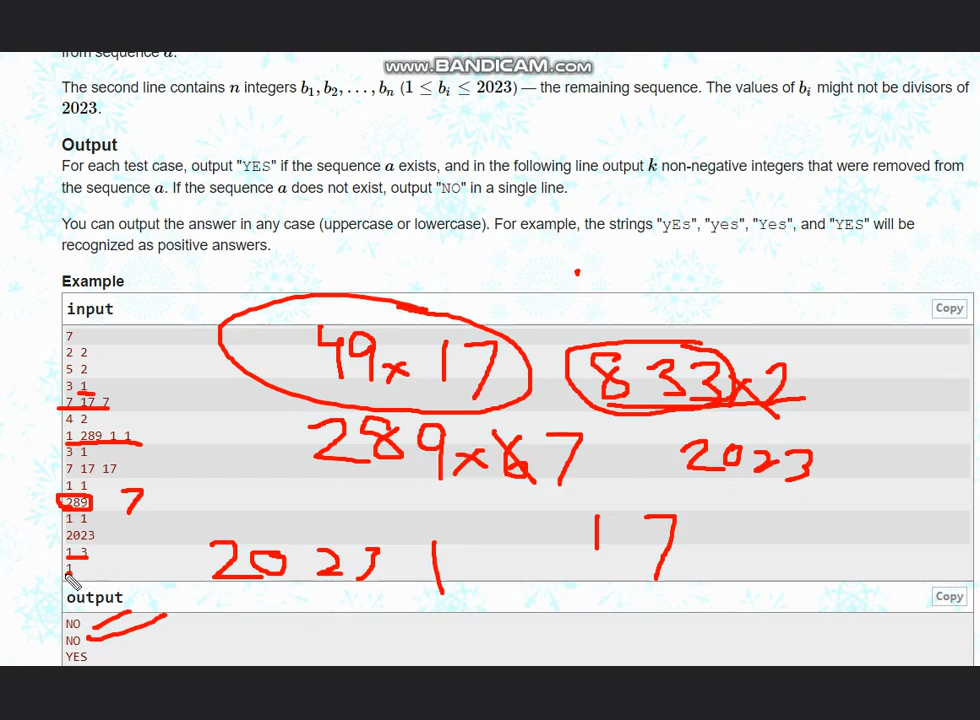 from sequence a.
www.BANDICAM.com
The second line contains n integers b₁, b₂, …, bₙ (1 ≤ bᵢ ≤ 2023) — the remaining sequence. The values of bᵢ might not be divisors of
2023.
Output
For each test case, output "YES" if the sequence a exists, and in the following line output k non-negative integers that were removed from
the sequence a. If the sequence a does not exist, output "NO" in a single line.
You can output the answer in any case (uppercase or lowercase). For example, the strings "yEs", "yes", "Yes", and "YES" will be
recognized as positive answers.
Example
input
Copy
7
2 2
5 2
3 1
7 17 7
4 2
1 289 1 1
3 1
7 17 17
1 1
289
1 1
2023
1 3
1
49 x 17
833 x 2
289 x 7
2023
7
2023 1
17
output
Copy
NO
NO
YES